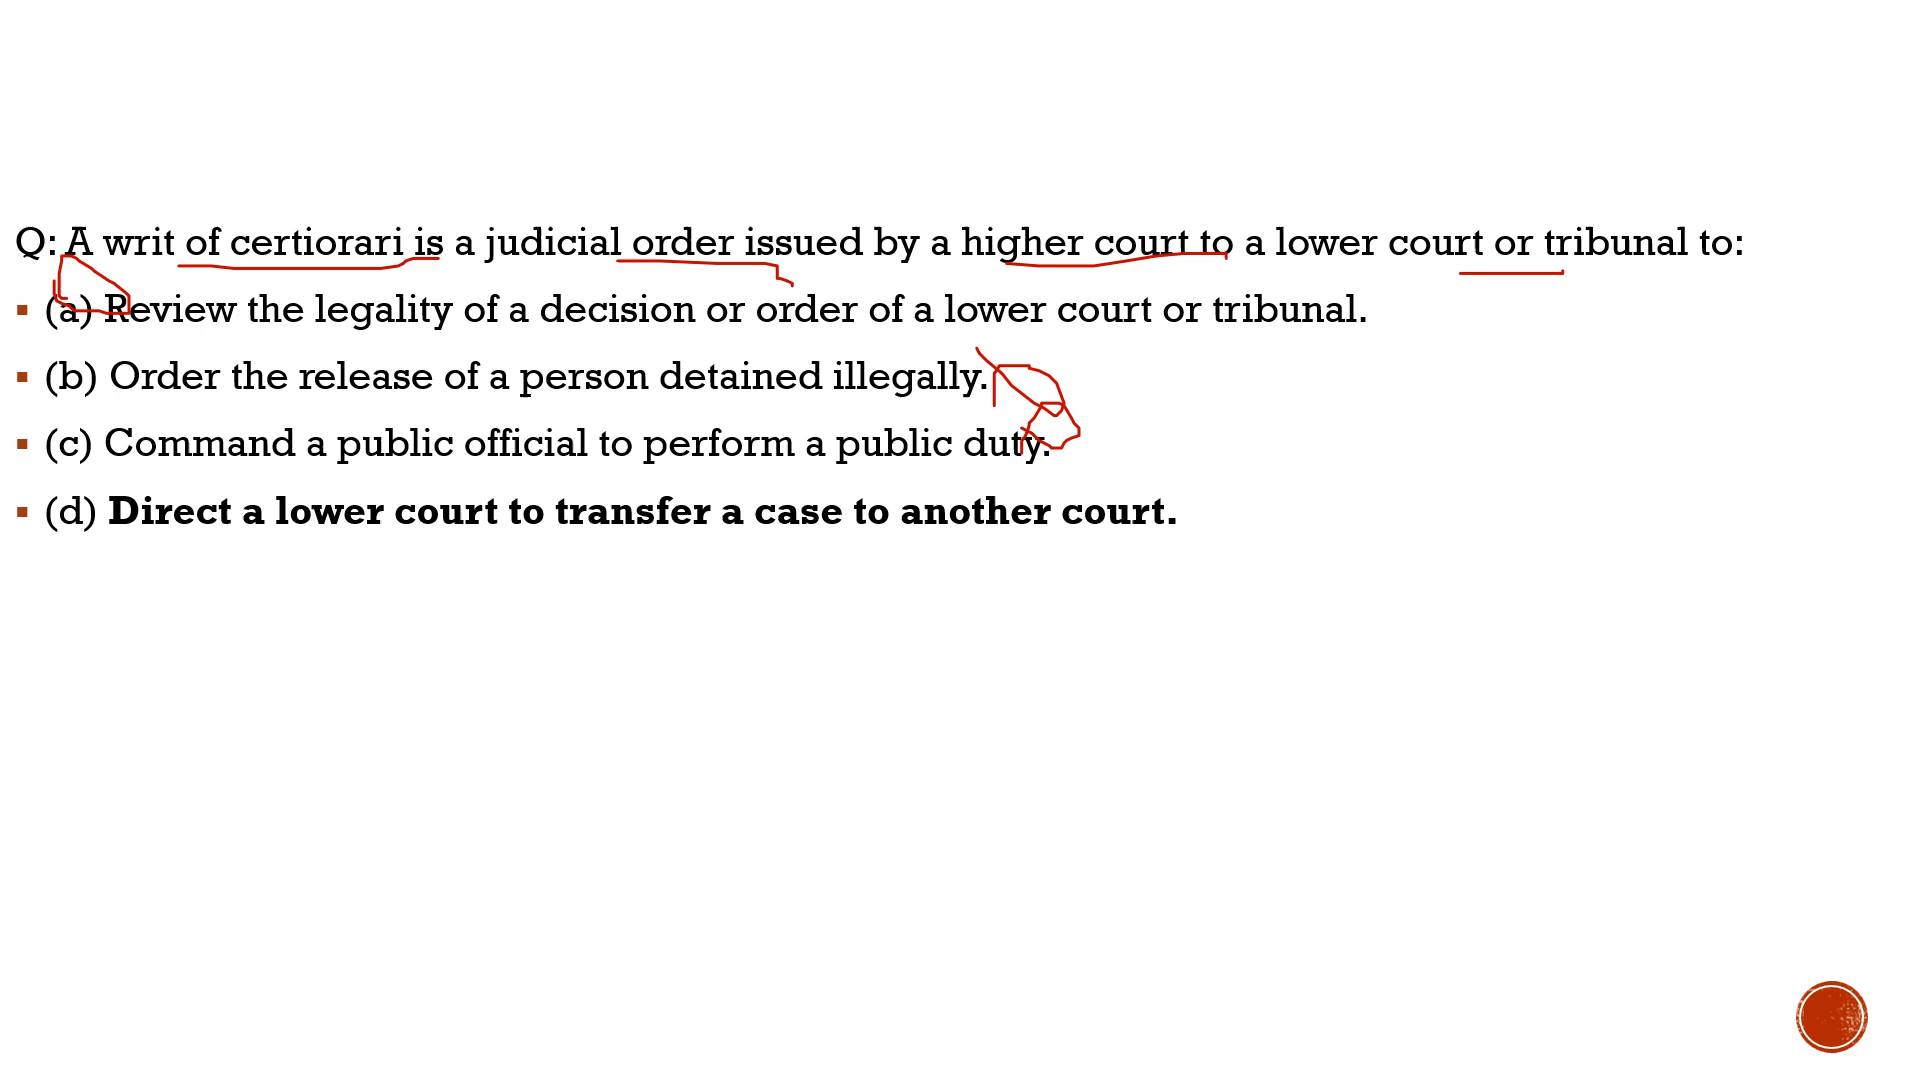 Q: A writ of certiorari is a judicial order issued by a higher court to a lower court or tribunal to:
(a) Review the legality of a decision or order of a lower court or tribunal.
(b) Order the release of a person detained illegally.
(c) Command a public official to perform a public duty.
(d) Direct a lower court to transfer a case to another court.